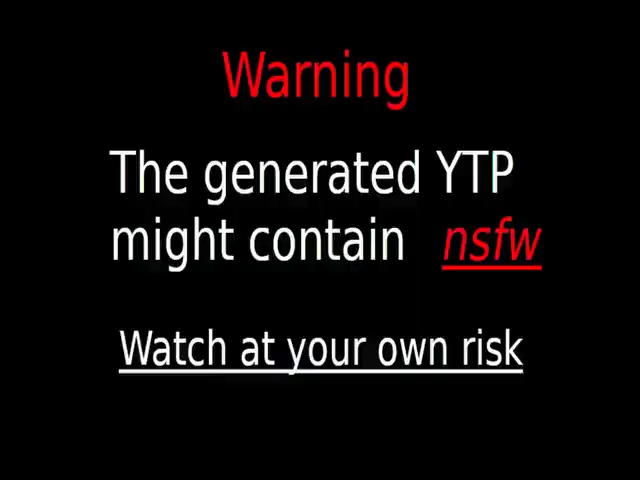 Warning
The generated YTP
might contain nsfw
Watch at your own risk